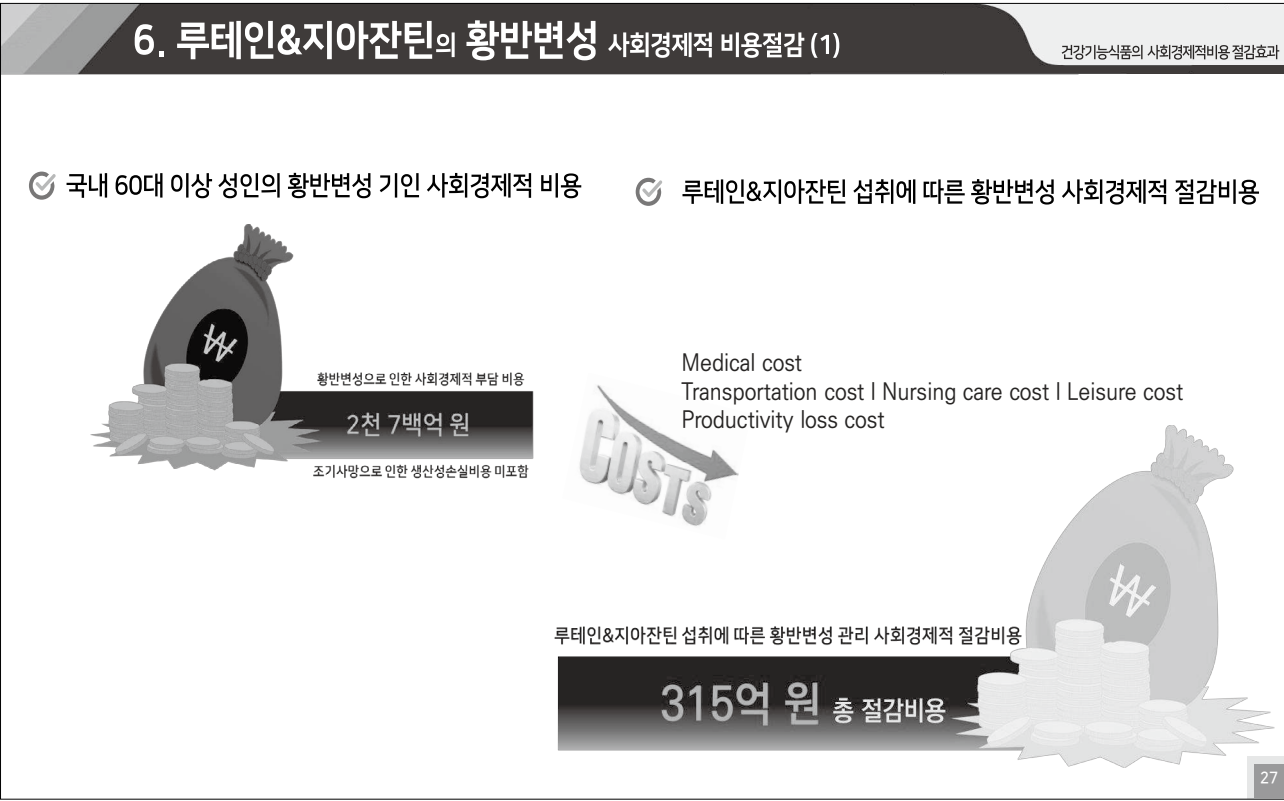 6. 루테인&지아잔틴의 황반변성 사회경제적 비용절감 (1)
건강기능식품의 사회경제적비용 절감효과
국내 60대 이상 성인의 황반변성 기인 사회경제적 비용
₩
황반변성으로 인한 사회경제적 부담 비용
2천 7백억 원
조기사망으로 인한 생산성손실비용 미포함
루테인&지아잔틴 섭취에 따른 황반변성 사회경제적 절감비용
Medical cost
Transportation cost l Nursing care cost l Leisure cost
Productivity loss cost
COSTS
₩
루테인&지아잔틴 섭취에 따른 황반변성 관리 사회경제적 절감비용
315억 원 총 절감비용
27